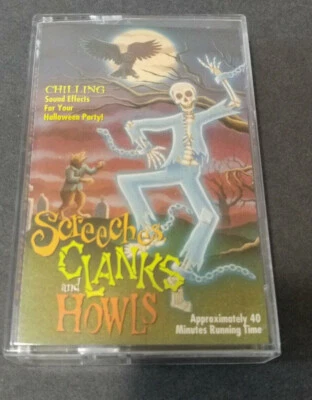 CHILLING
Sound Effects
For Your
Halloween Party!
Screeches
CLANKS
and
HOWLS
Approximately 40
Minutes Running Time